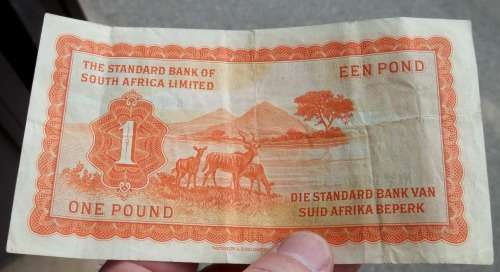 THE STANDARD BANK OF
SOUTH AFRICA LIMITED
EEN POND
1
DIE STANDARD BANK VAN
SUID AFRIKA BEPERK
ONE POUND